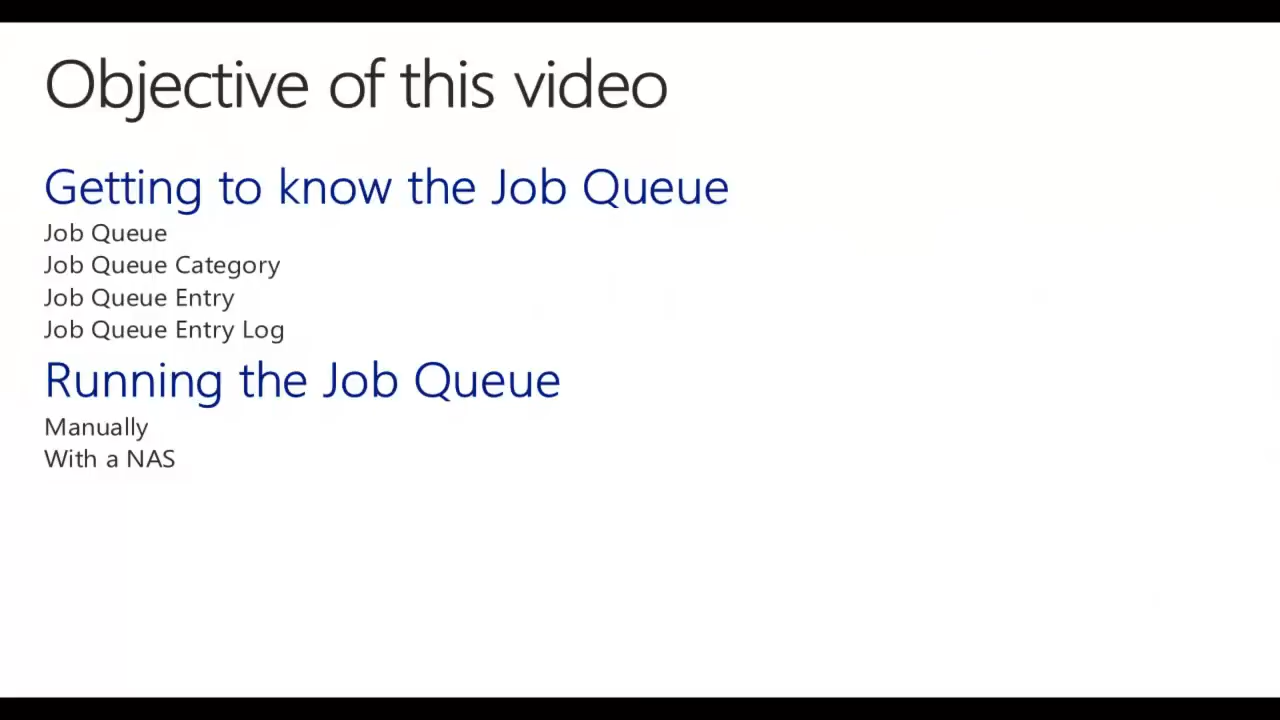 Objective of this video
Getting to know the Job Queue
Job Queue
Job Queue Category
Job Queue Entry
Job Queue Entry Log
Running the Job Queue
Manually
With a NAS